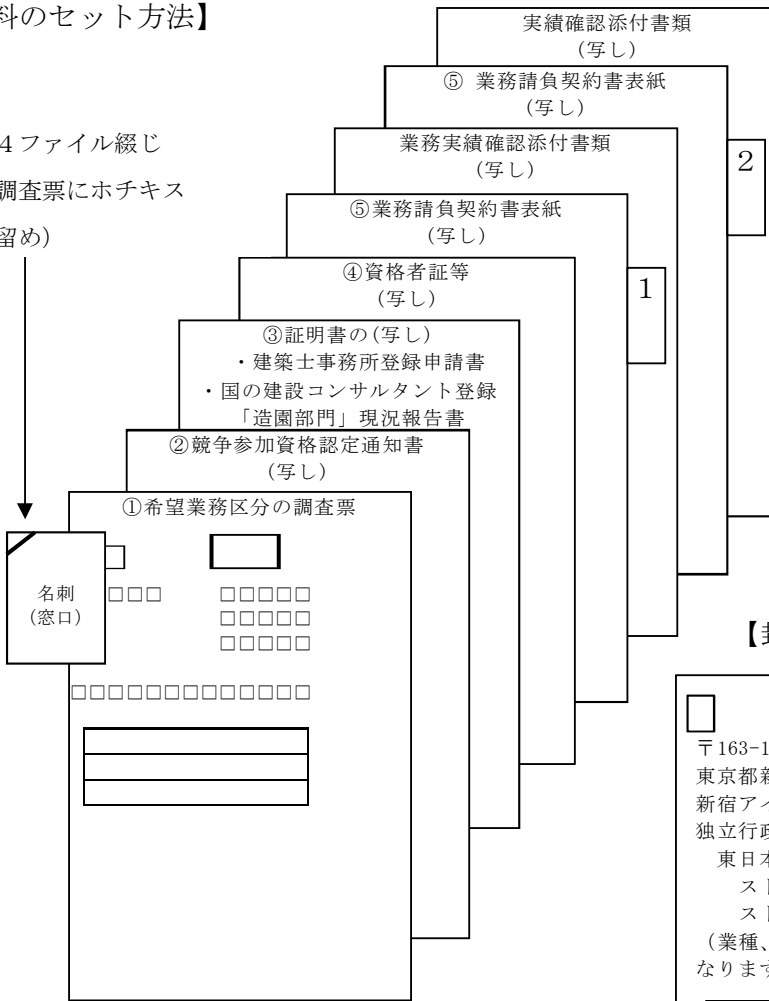 料のセット方法】
実績確認添付書類
(写し)
⑤ 業務請負契約書表紙
(写し)
4ファイル綴じ
調査票にホチキス
留め)
業務実績確認添付書類
(写し)
2
⑤業務請負契約書表紙
(写し)
④資格者証等
(写し)
1
③証明書の(写し)
・建築士事務所登録申請書
・国の建設コンサルタント登録
「造園部門」現況報告書
②競争参加資格認定通知書
(写し)
①希望業務区分の調査票
名刺
(窓口)
□□□ □□□□□
□□□□□
□□□□□
□□□□□□□□□□□□□
【封
〒163-1
東京都新
新宿アイ
独立行政
東日本
スト
スト
(業種、
なります